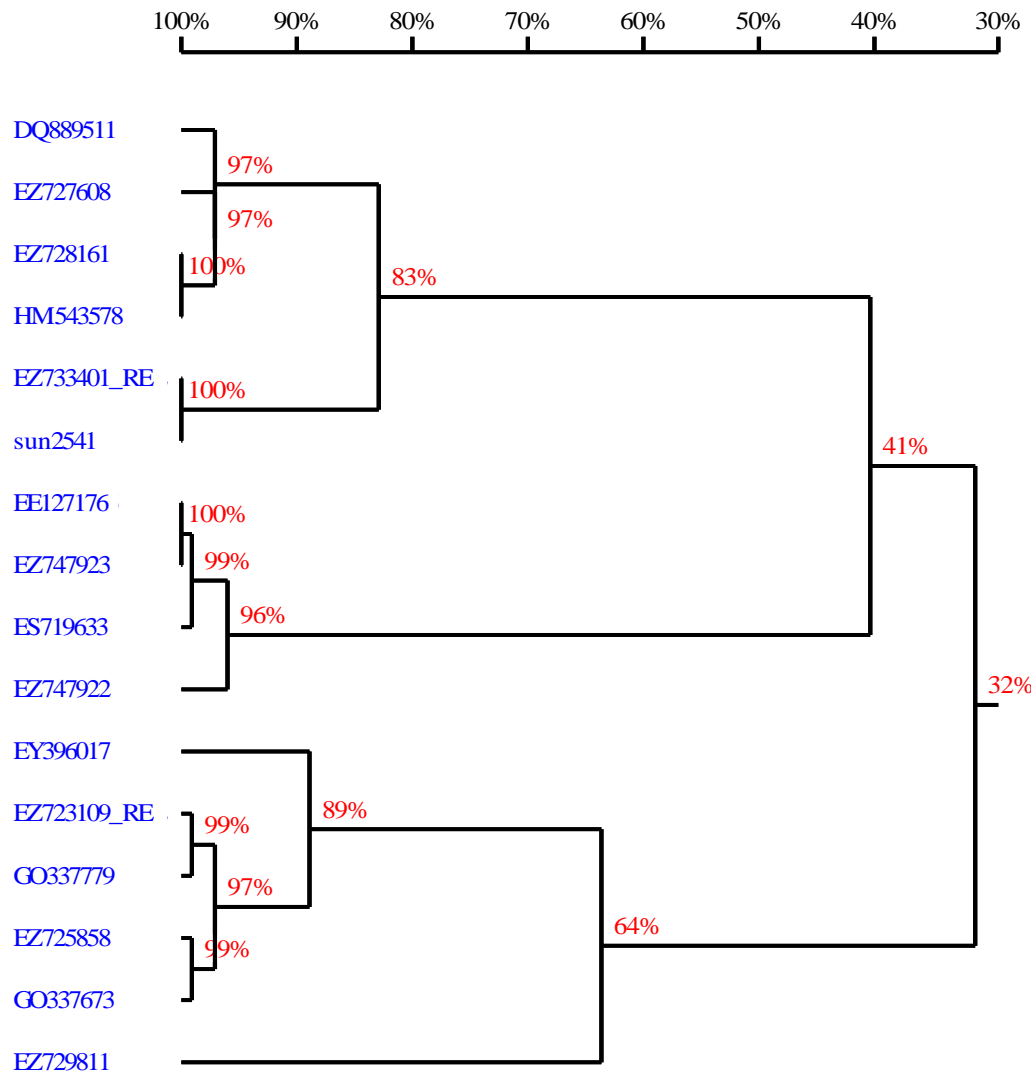 100% 90% 80% 70% 60% 50% 40% 30%
DQ889511
97%
EZ727608
97%
EZ728161
100%
83%
HM543578
EZ733401_RE
100%
sun2541
41%
EE127176
100%
EZ747923
99%
ES719633
96%
EZ747922
32%
EY396017
EZ723109_RE
99%
89%
GO337779
97%
EZ725858
64%
99%
GO337673
EZ729811